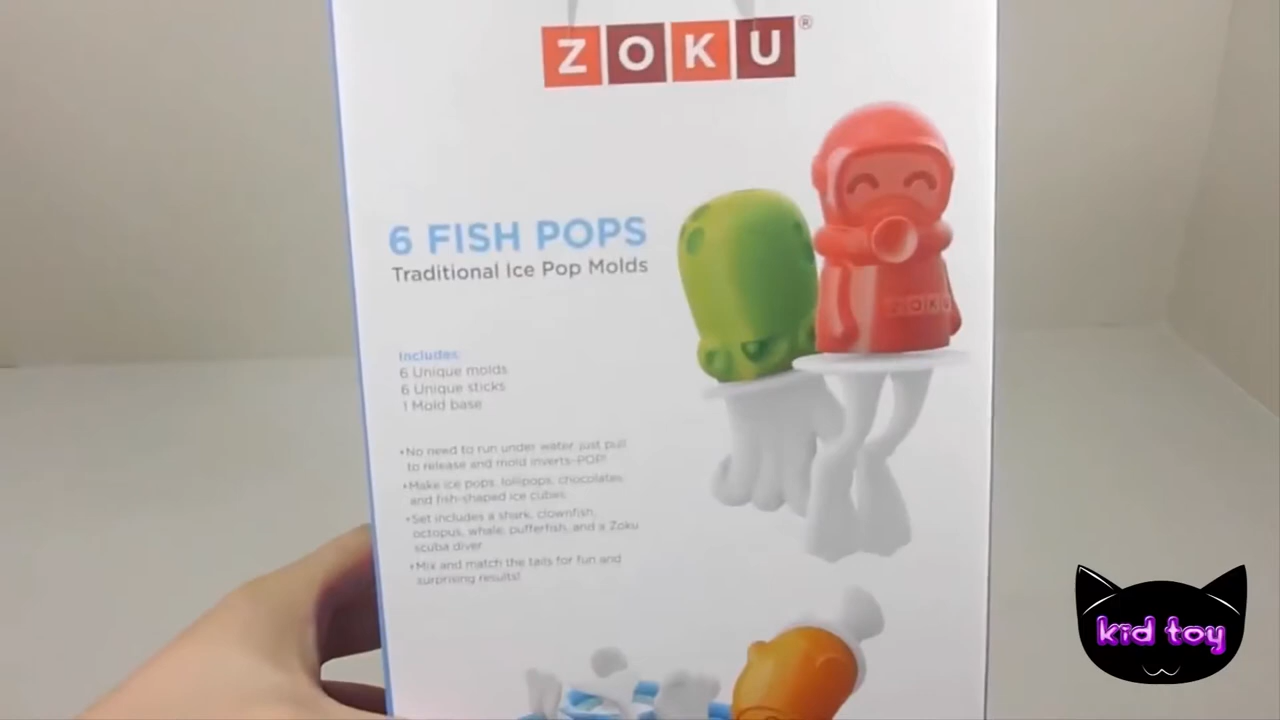 ZOKU®
6 FISH POPS
Traditional Ice Pop Molds
Includes:
6 Unique molds
6 Unique sticks
1 Mold base
•No need to run under water just pull
to release and mold inverts-POP!
•Make ice pops, lollipops, chocolates,
and fish-shaped ice cubes
•Set includes a shark, clownfish,
octopus, whale, pufferfish, and a Zoku
scuba diver
•Mix and match the tails for fun and
surprising results!
ZOKU
kid toy